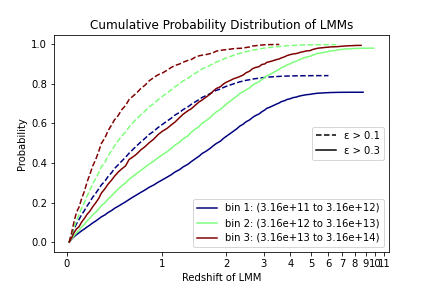 Cumulative Probability Distribution of LMMs
Probability
1.0
0.8
0.6
0.4
0.2
0.0
ε > 0.1
ε > 0.3
bin 1: (3.16e+11 to 3.16e+12)
bin 2: (3.16e+12 to 3.16e+13)
bin 3: (3.16e+13 to 3.16e+14)
0 1 2 3 4 5 6 7 8 9 10 11
Redshift of LMM